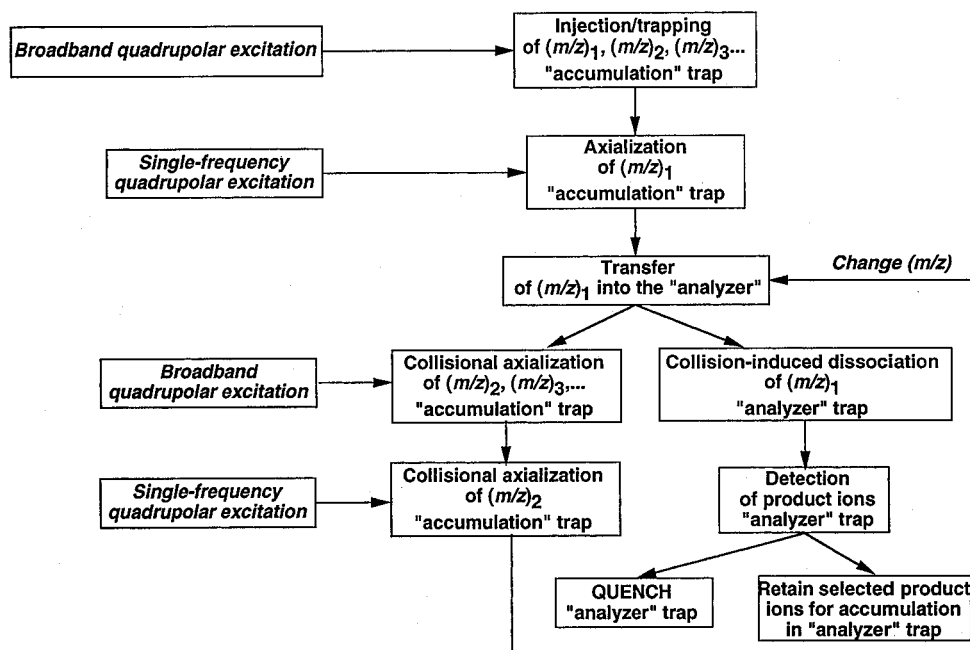 Broadband quadrupolar excitation
Injection/trapping
of (m/z)1, (m/z)2, (m/z)3...
"accumulation" trap
Single-frequency
quadrupolar excitation
Axialization
of (m/z)1
"accumulation" trap
Transfer
of (m/z)1 into the "analyzer"
Change (m/z)
Broadband
quadrupolar excitation
Collisional axialization
of (m/z)2, (m/z)3,...
"accumulation" trap
Collision-induced dissociation
of (m/z)1
"analyzer" trap
Single-frequency
quadrupolar excitation
Collisional axialization
of (m/z)2
"accumulation" trap
Detection
of product ions
"analyzer" trap
QUENCH
"analyzer" trap
Retain selected product
ions for accumulation
in "analyzer" trap